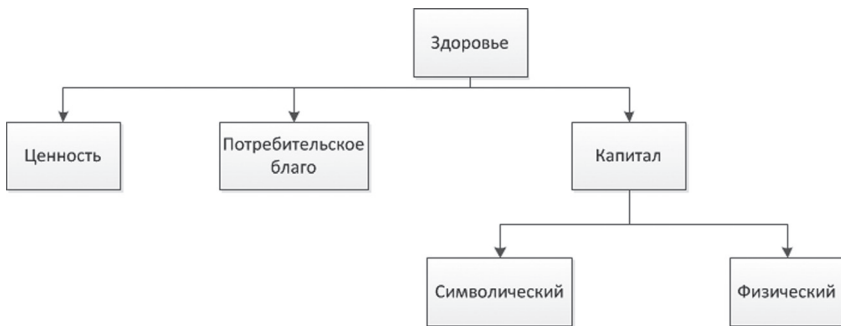 Здоровье
Ценность
Потребительское
благо
Капитал
Символический
Физический